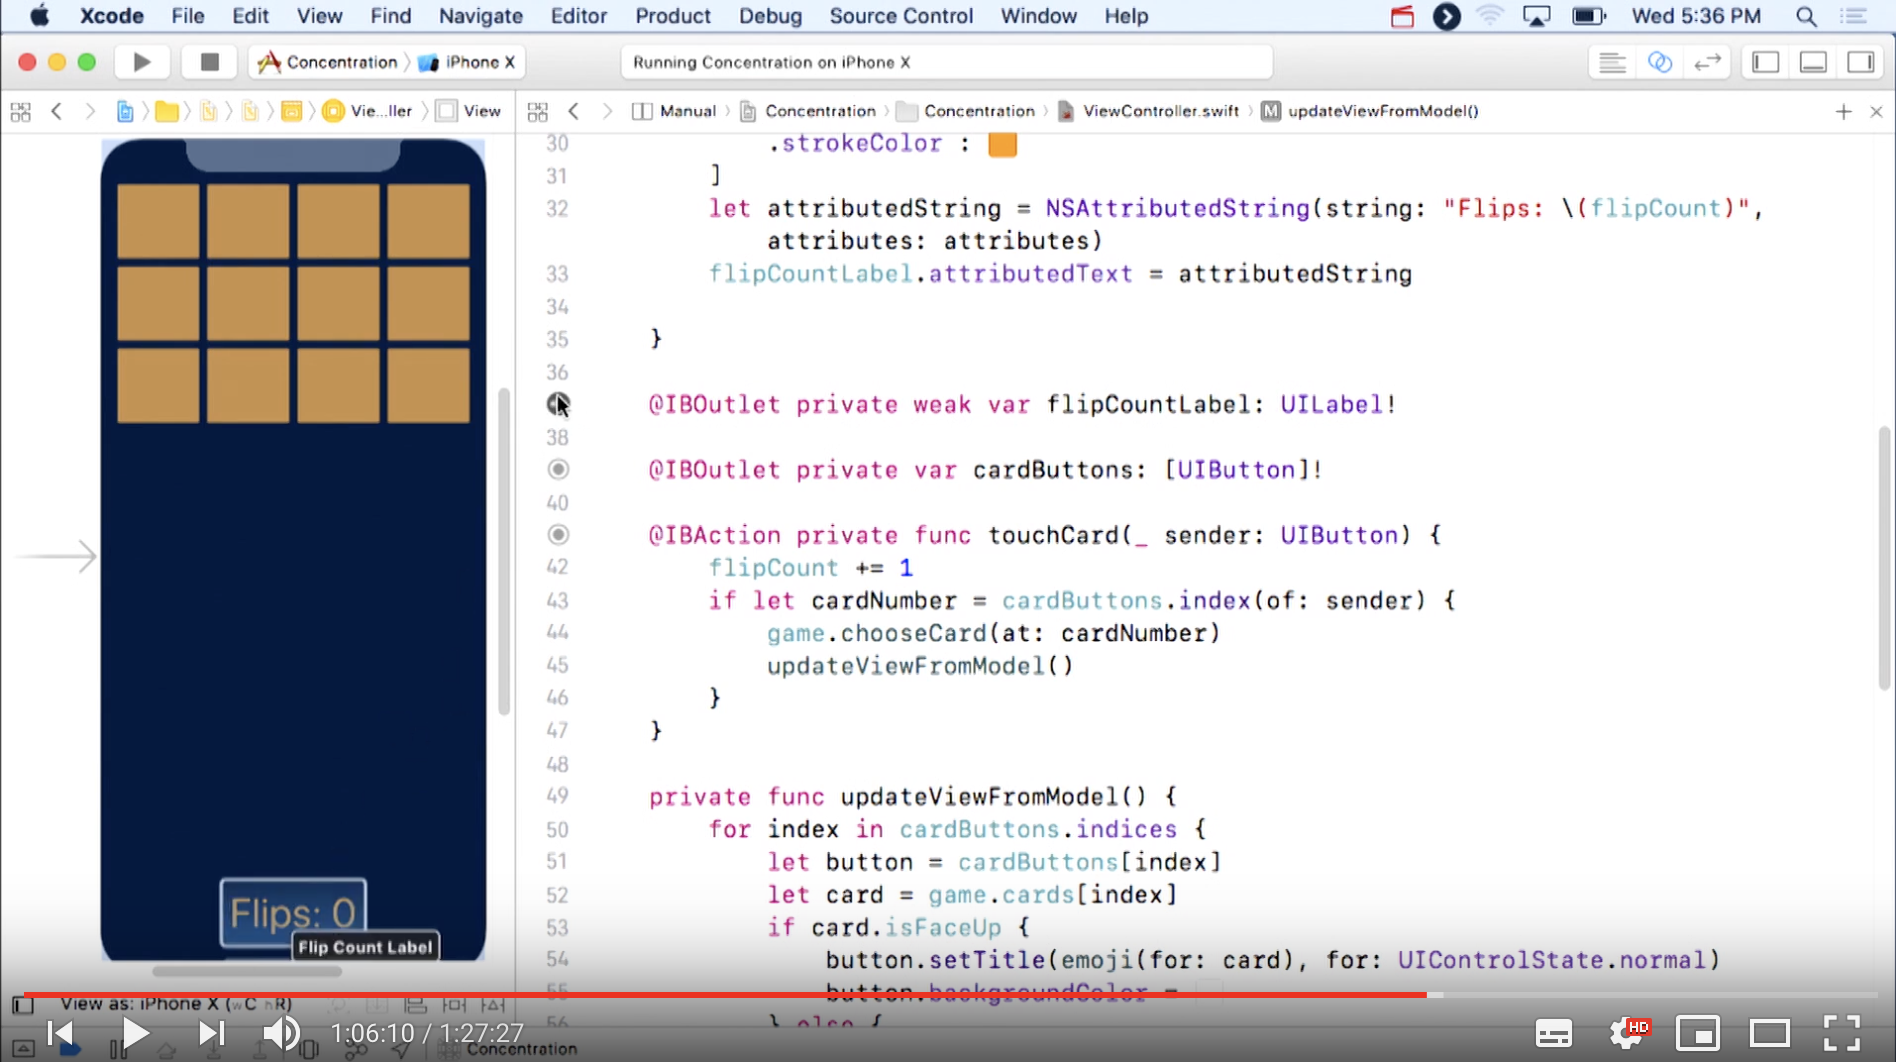 Xcode File Edit View Find Navigate Editor Product Debug Source Control Window Help Wed 5:36 PM
Concentration iPhone X Running Concentration on iPhone X
Vie...ller View Manual Concentration Concentration ViewController.swift M updateViewFromModel()
30 .strokeColor :
31 ]
32 let attributedString = NSAttributedString(string: "Flips: \(flipCount)",
attributes: attributes)
33 flipCountLabel.attributedText = attributedString
34
35 }
36
@IBOutlet private weak var flipCountLabel: UILabel!
38
@IBOutlet private var cardButtons: [UIButton]!
40
@IBAction private func touchCard(_ sender: UIButton) {
42 flipCount += 1
43 if let cardNumber = cardButtons.index(of: sender) {
44 game.chooseCard(at: cardNumber)
45 updateViewFromModel()
46 }
47 }
48
49 private func updateViewFromModel() {
50 for index in cardButtons.indices {
51 let button = cardButtons[index]
52 let card = game.cards[index]
53 if card.isFaceUp {
54 button.setTitle(emoji(for: card), for: UIControlState.normal)
55 button.backgroundColor =
56 } else {
Flips: 0
Flip Count Label
View as: iPhone X (wC hR)
1:06:10 / 1:27:27
HD
Concentration